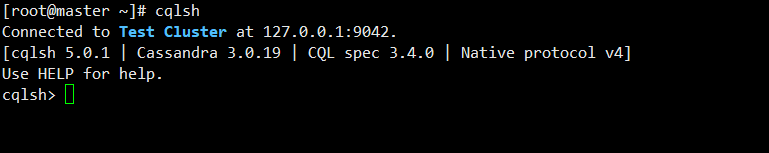 [root@master ~]# cqlsh
Connected to Test Cluster at 127.0.0.1:9042.
[cqlsh 5.0.1 | Cassandra 3.0.19 | CQL spec 3.4.0 | Native protocol v4]
Use HELP for help.
cqlsh>